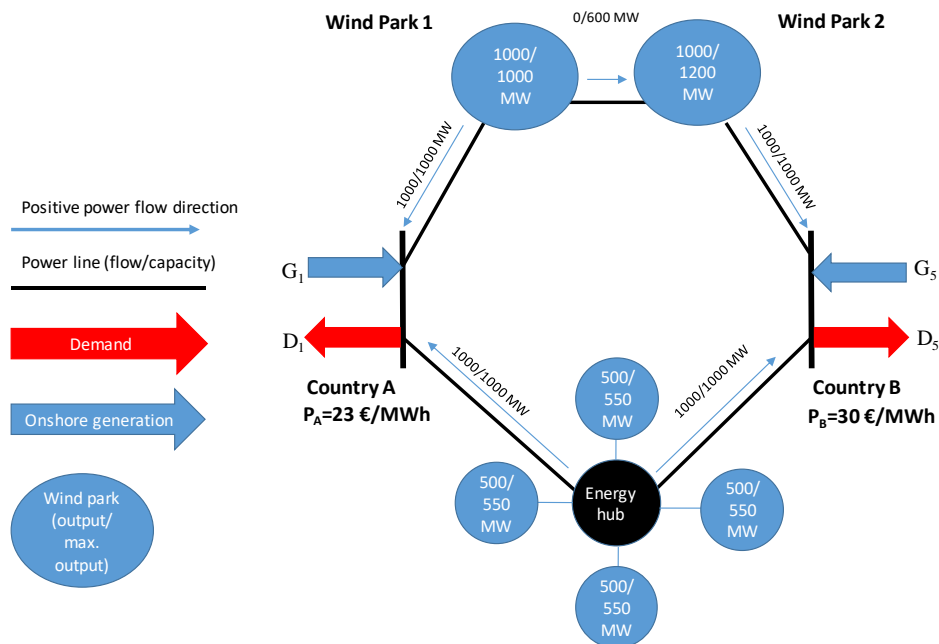 Wind Park 1
0/600 MW
Wind Park 2
1000/
1000
MW
1000/
1200
MW
1000/1000 MW
1000/1000 MW
Positive power flow direction
Power line (flow/capacity)
Demand
Onshore generation
Wind park
(output/
max.
output)
G1
D1
G5
D5
Country A
PA=23 €/MWh
Country B
PB=30 €/MWh
1000/1000 MW
1000/1000 MW
500/
550
MW
500/
550
MW
Energy
hub
500/
550
MW
500/
550
MW